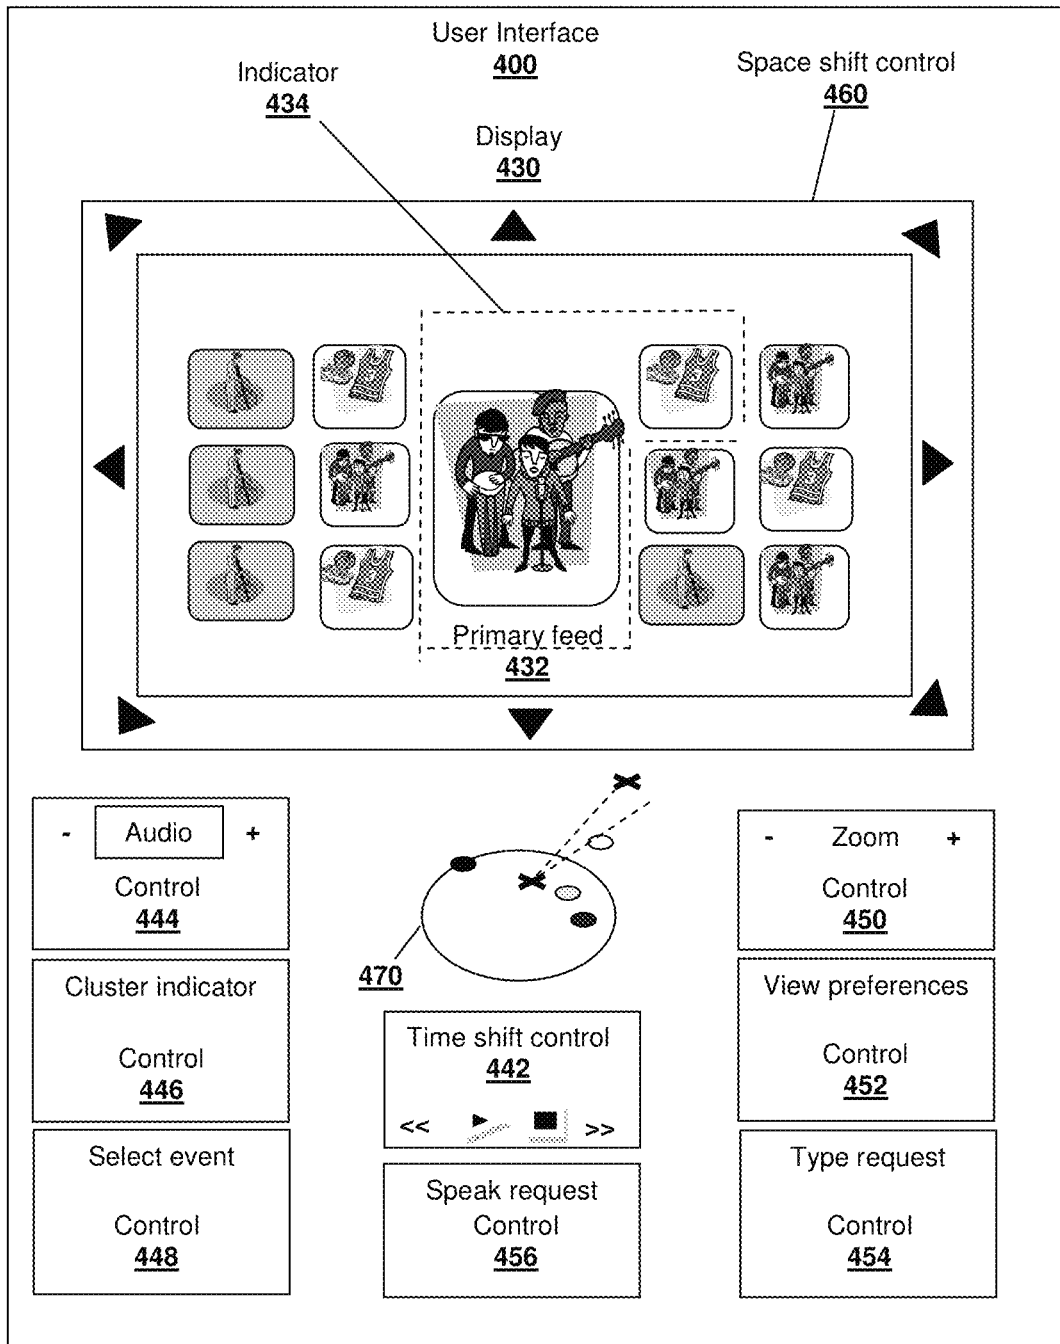 User Interface
400
Indicator
434
Space shift control
460
Display
430
Primary feed
432
- Audio +
Control
444
- Zoom +
Control
450
470
Cluster indicator
Control
446
View preferences
Control
452
Time shift control
442
<< >>
Select event
Control
448
Speak request
Control
456
Type request
Control
454